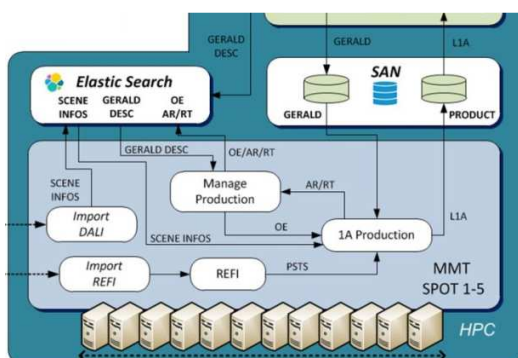 GERALD
DESC
GERALD
L1A
Elastic Search
SCENE
INFOS
GERALD
DESC
OE
AR/RT
SAN
GERALD
PRODUCT
GERALD DESC
OE/AR/RT
SCENE
INFOS
Manage
Production
AR/RT
Import
DALI
OE
SCENE INFOS
1A Production
L1A
Import
REFI
REFI
PSTS
MMT
SPOT 1-5
HPC